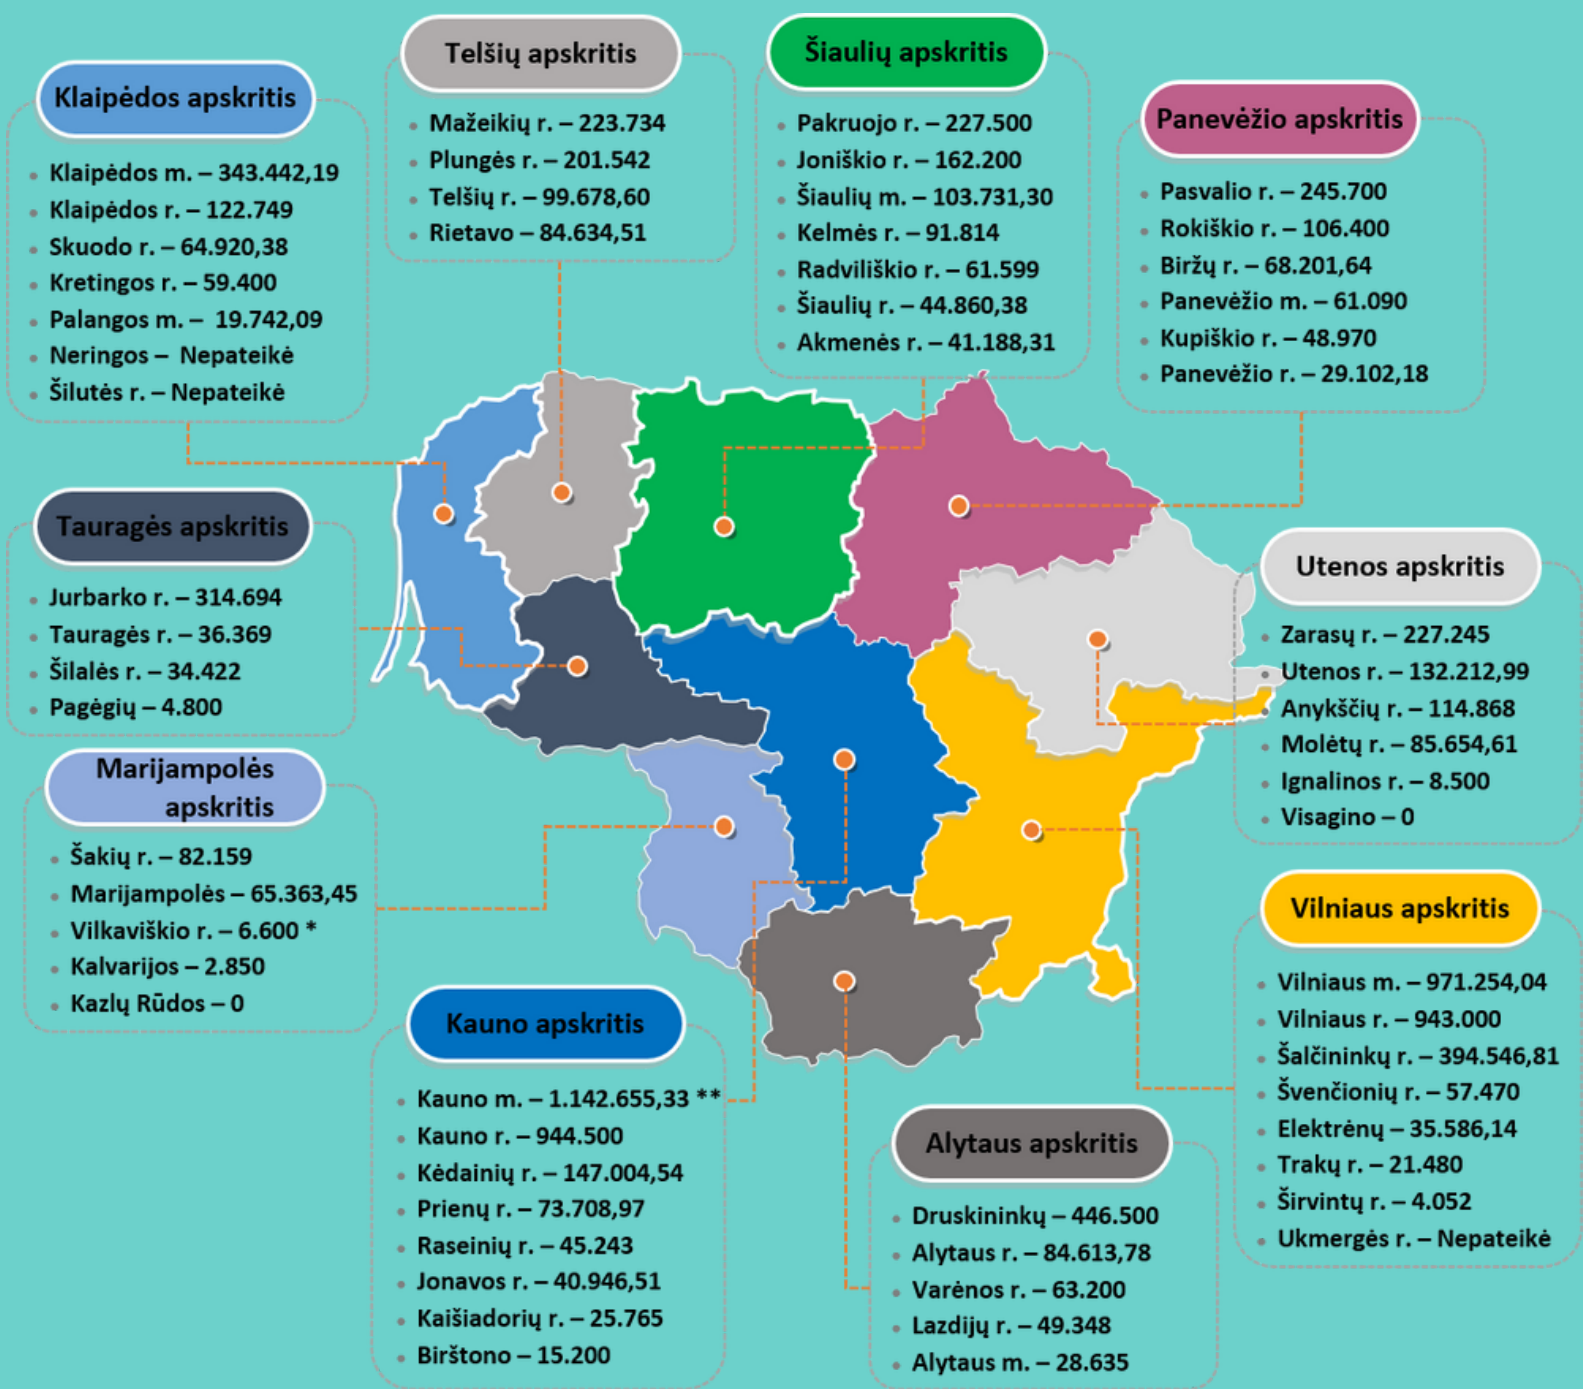 Klaipėdos apskritis
Klaipėdos m. – 343.442,19
Klaipėdos r. – 122.749
Skuodo r. – 64.920,38
Kretingos r. – 59.400
Palangos m. – 19.742,09
Neringos – Nepateikė
Šilutės r. – Nepateikė
Telšių apskritis
Mažeikių r. – 223.734
Plungės r. – 201.542
Telšių r. – 99.678,60
Rietavo – 84.634,51
Šiaulių apskritis
Pakruojo r. – 227.500
Joniškio r. – 162.200
Šiaulių m. – 103.731,30
Kelmės r. – 91.814
Radviliškio r. – 61.599
Šiaulių r. – 44.860,38
Akmenės r. – 41.188,31
Panevėžio apskritis
Pasvalio r. – 245.700
Rokiškio r. – 106.400
Biržų r. – 68.201,64
Panevėžio m. – 61.090
Kupiškio r. – 48.970
Panevėžio r. – 29.102,18
Tauragės apskritis
Jurbarko r. – 314.694
Tauragės r. – 36.369
Šilalės r. – 34.422
Pagėgių – 4.800
Utenos apskritis
Zarasų r. – 227.245
Utenos r. – 132.212,99
Anykščių r. – 114.868
Molėtų r. – 85.654,61
Ignalinos r. – 8.500
Visagino – 0
Marijampolės
apskritis
Šakių r. – 82.159
Marijampolės – 65.363,45
Vilkaviškio r. – 6.600 *
Kalvarijos – 2.850
Kazlų Rūdos – 0
Vilniaus apskritis
Vilniaus m. – 971.254,04
Vilniaus r. – 943.000
Šalčininkų r. – 394.546,81
Švenčionių r. – 57.470
Elektrėnų – 35.586,14
Trakų r. – 21.480
Širvintų r. – 4.052
Ukmergės r. – Nepateikė
Kauno apskritis
Kauno m. – 1.142.655,33 **
Kauno r. – 944.500
Kėdainių r. – 147.004,54
Prienų r. – 73.708,97
Raseinių r. – 45.243
Jonavos r. – 40.946,51
Kaišiadorių r. – 25.765
Birštono – 15.200
Alytaus apskritis
Druskininkų – 446.500
Alytaus r. – 84.613,78
Varėnos r. – 63.200
Lazdijų r. – 49.348
Alytaus m. – 28.635